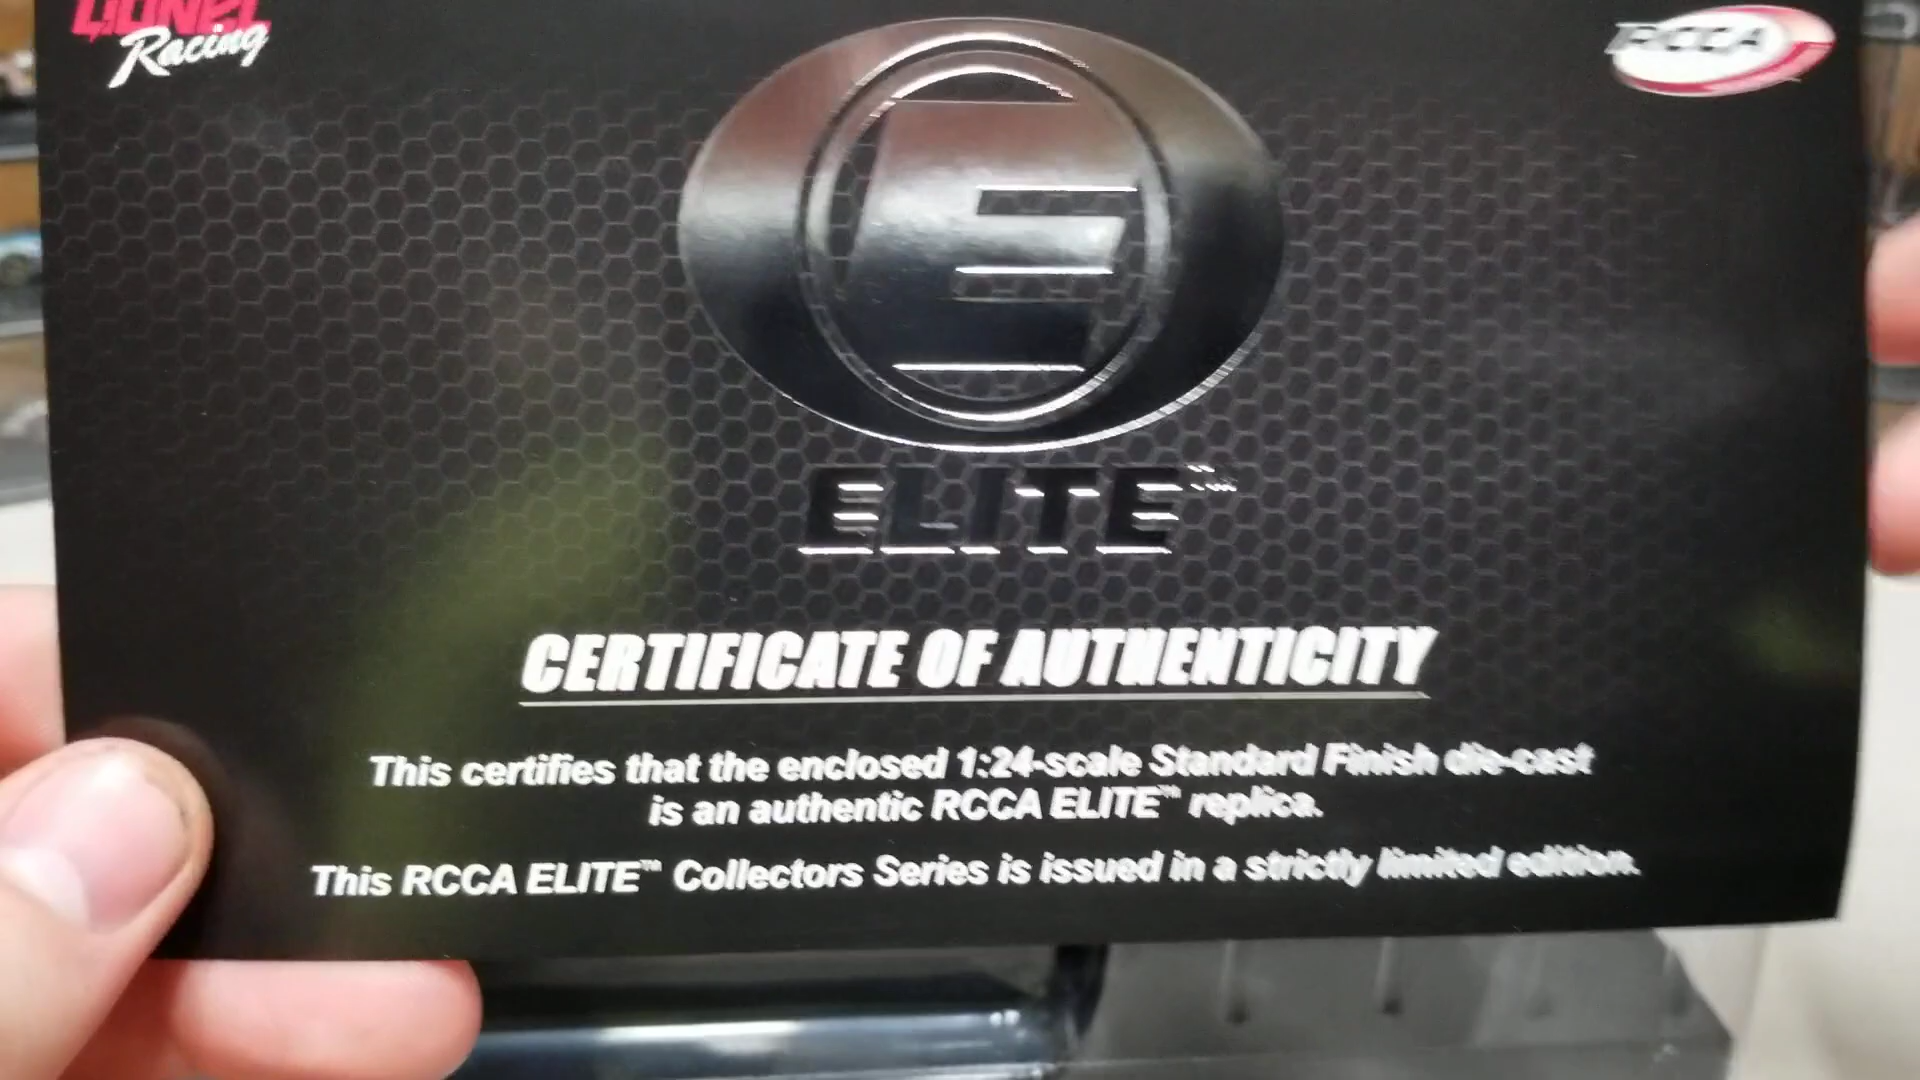 LIONEL
Racing
RCCA
E
ELITE™
CERTIFICATE OF AUTHENTICITY
This certifies that the enclosed 1:24-scale Standard Finish die-cast
is an authentic RCCA ELITE™ replica.
This RCCA ELITE™ Collectors Series is issued in a strictly limited edition.